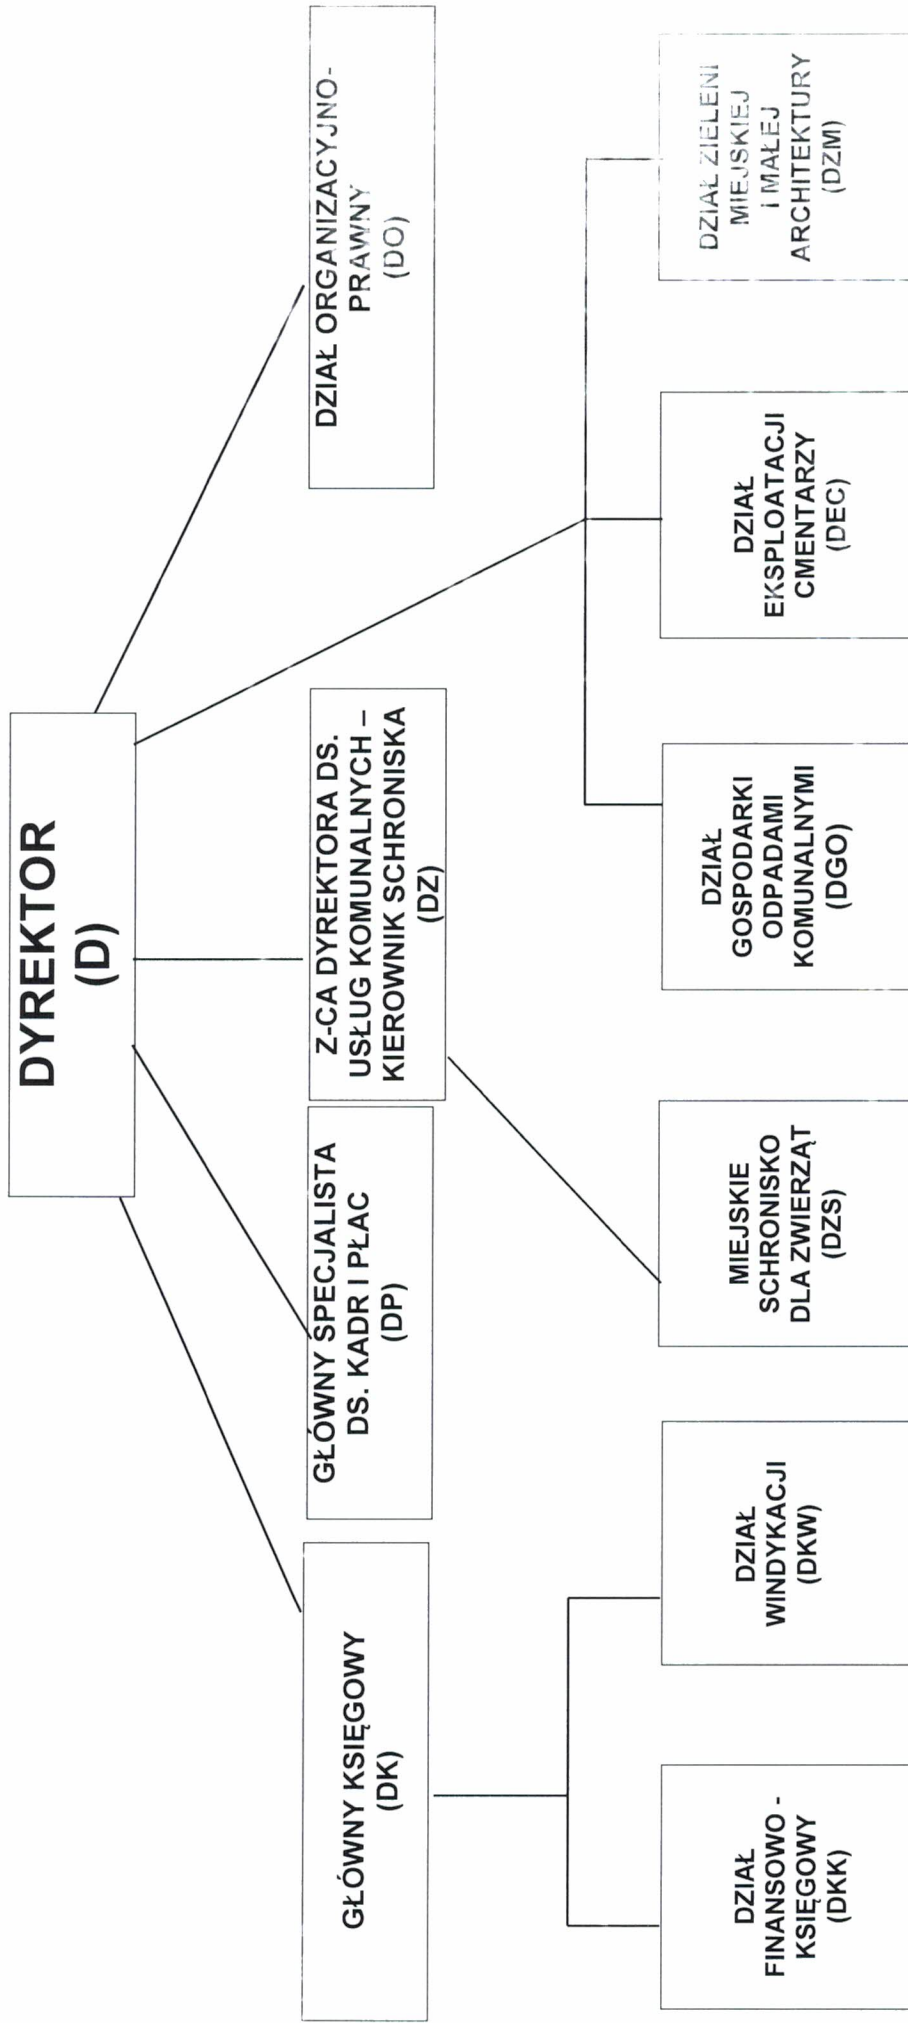 DYREKTOR
(D)
GŁÓWNY KSIĘGOWY
(DK)
GŁÓWNY SPECJALISTA
DS. KADR I PŁAC
(DP)
Z-CA DYREKTORA DS.
USŁUG KOMUNALNYCH –
KIEROWNIK SCHRONISKA
(DZ)
DZIAŁ ORGANIZACYJNO-
PRAWNY
(DO)
DZIAŁ
FINANSOWO -
KSIĘGOWY
(DKK)
DZIAŁ
WINDYKACJI
(DKW)
MIEJSKIE
SCHRONISKO
DLA ZWIERZĄT
(DZS)
DZIAŁ
GOSPODARKI
ODPADAMI
KOMUNALNYMI
(DGO)
DZIAŁ
EKSPLOATACJI
CMENTARZY
(DEC)
DZIAŁ ZIELENI
MIEJSKIEJ
I MAŁEJ
ARCHITEKTURY
(DZM)